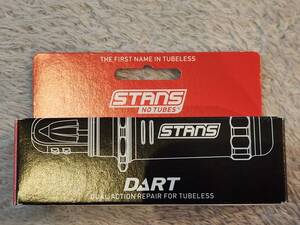 THE FIRST NAME IN TUBELESS
STANS
NO TUBES
STANS
DART
DUAL ACTION REPAIR FOR TUBELESS